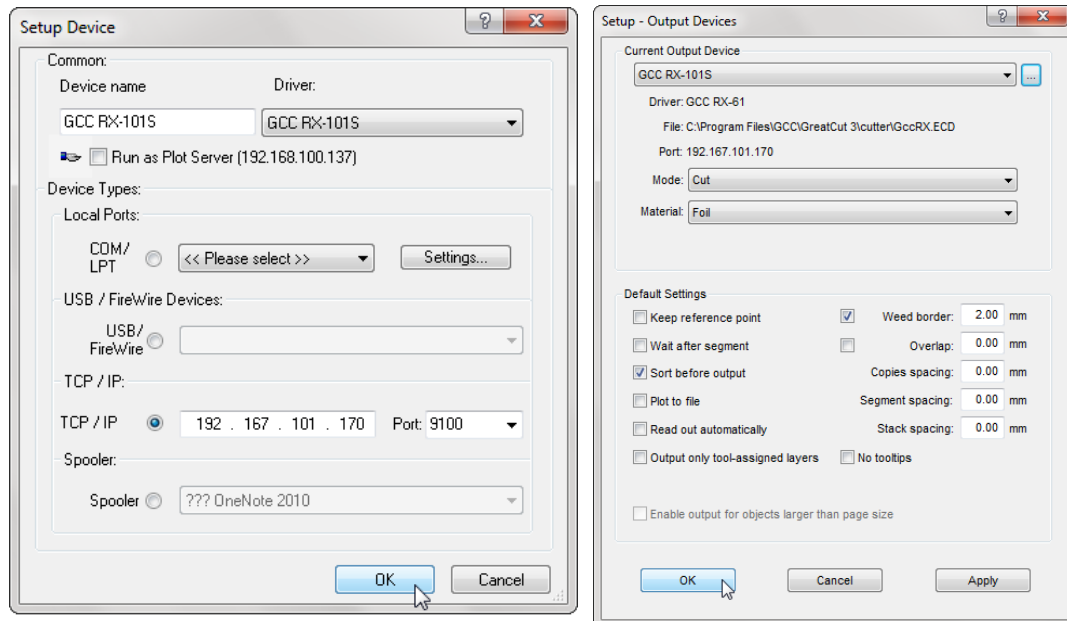 Setup Device
Common:
Device name Driver:
GCC RX-101S GCC RX-101S
Run as Plot Server (192.168.100.137)
Device Types:
Local Ports:
COM/
LPT
<< Please select >> Settings...
USB / FireWire Devices:
USB/
FireWire
TCP / IP:
TCP / IP 192 . 167 . 101 . 170 Port: 9100
Spooler:
Spooler ??? OneNote 2010
OK Cancel
Setup - Output Devices
Current Output Device
GCC RX-101S ...
Driver: GCC RX-61
File: C:\Program Files\GCC\GreatCut 3\cutter\GccRX.ECD
Port: 192.167.101.170
Mode: Cut
Material: Foil
Default Settings
Keep reference point Weed border: 2.00 mm
Wait after segment Overlap: 0.00 mm
Sort before output Copies spacing: 0.00 mm
Plot to file Segment spacing: 0.00 mm
Read out automatically Stack spacing: 0.00 mm
Output only tool-assigned layers No tooltips
Enable output for objects larger than page size
OK Cancel Apply